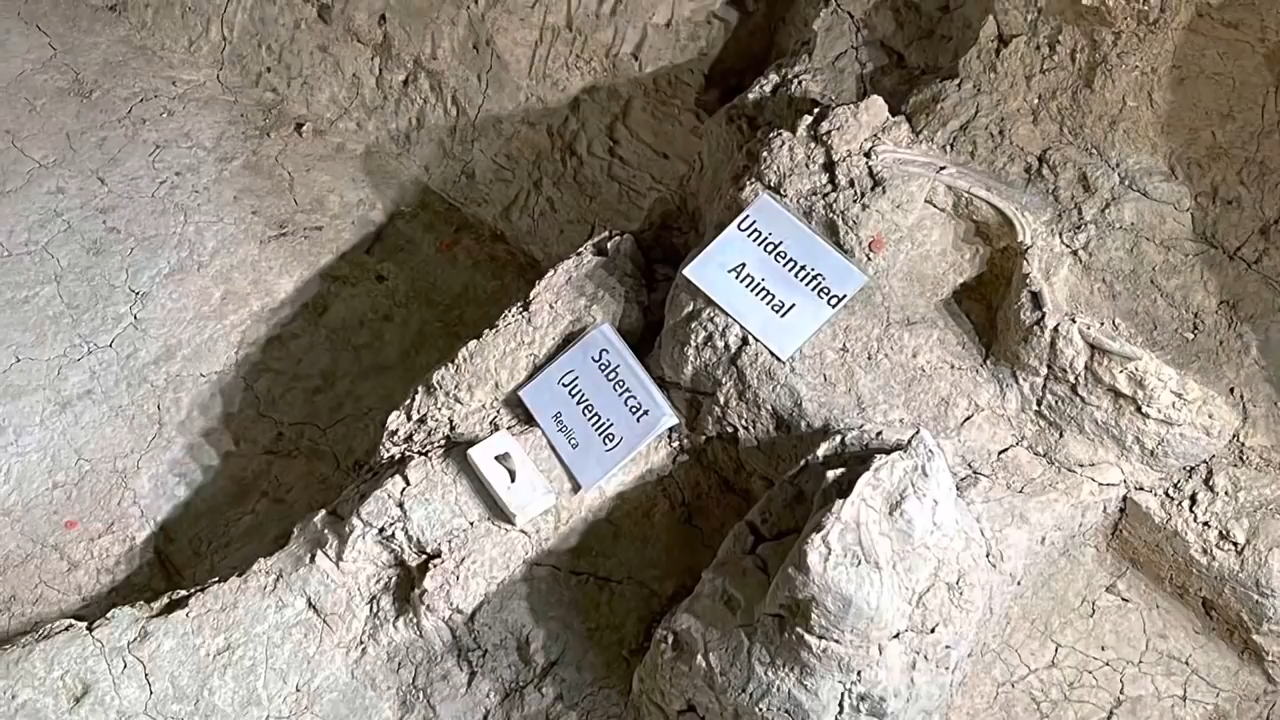 Unidentified
Animal
Sabercat
(Juvenile)
Replica